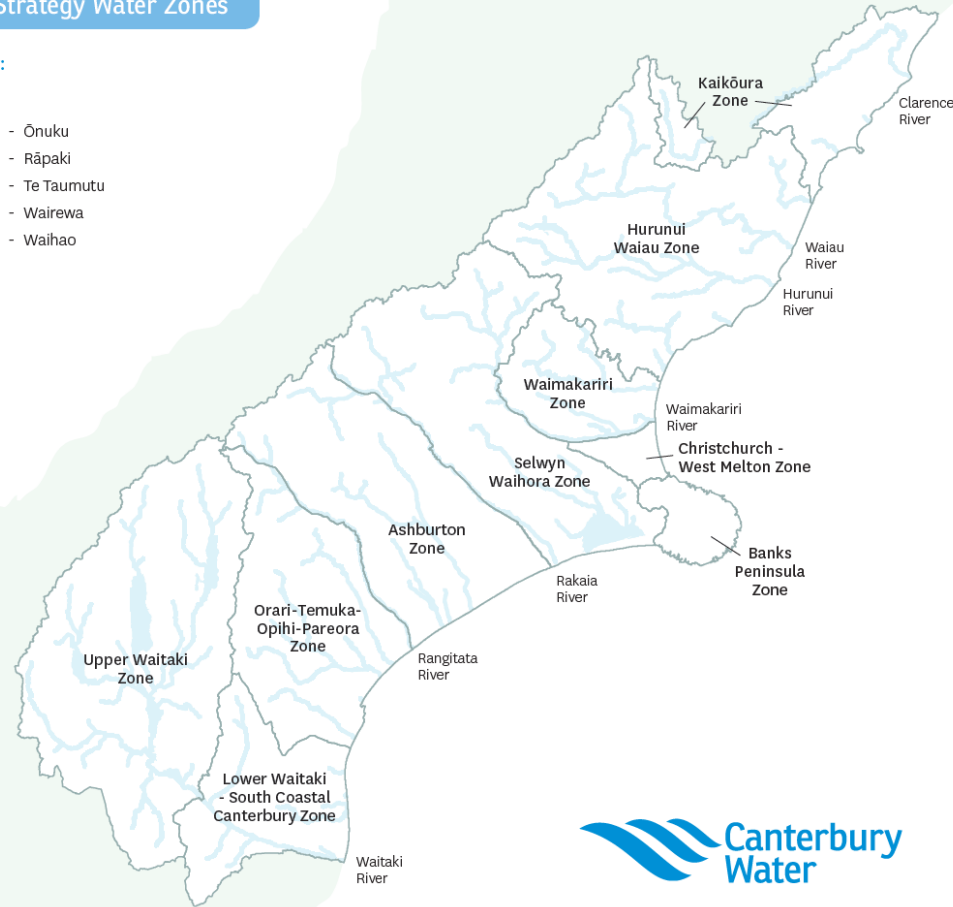 Strategy Water Zones
:
- Ōnuku
- Rāpaki
- Te Taumutu
- Wairewa
- Waihao
Kaikōura
Zone
Clarence
River
Hurunui
Waiau Zone
Waiau
River
Hurunui
River
Waimakariri
Zone
Waimakariri
River
Christchurch -
West Melton Zone
Selwyn
Waihora Zone
Ashburton
Zone
Banks
Peninsula
Zone
Rakaia
River
Orari-Temuka-
Opihi-Pareora
Zone
Rangitata
River
Upper Waitaki
Zone
Lower Waitaki
- South Coastal
Canterbury Zone
Waitaki
River
Canterbury
Water